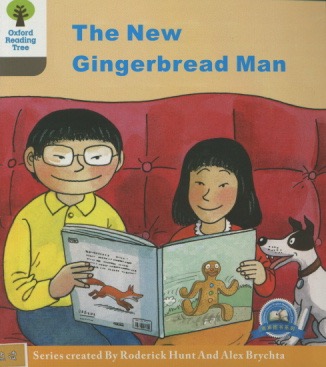 Oxford
Reading
Tree
The New
Gingerbread Man
Series created By Roderick Hunt And Alex Brychta